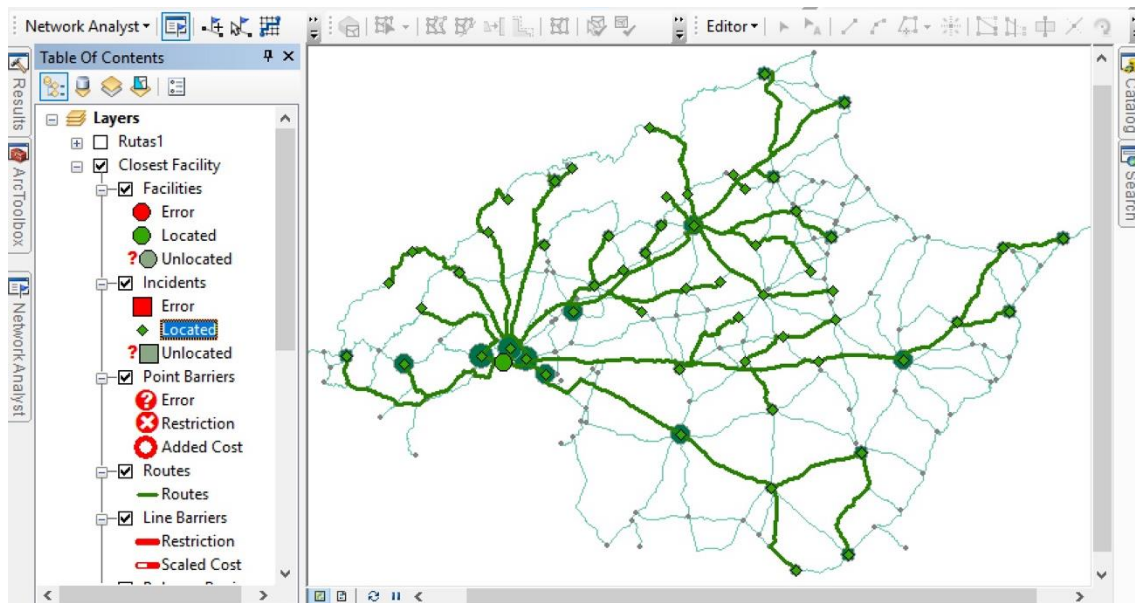 Network Analyst
Editor
Table Of Contents
Layers
Rutas1
Closest Facility
Facilities
Error
Located
? Unlocated
Incidents
Error
Located
? Unlocated
Point Barriers
? Error
Restriction
Added Cost
Routes
Routes
Line Barriers
Restriction
Scaled Cost
Results
ArcToolbox
Network Analyst
Catalog
Search